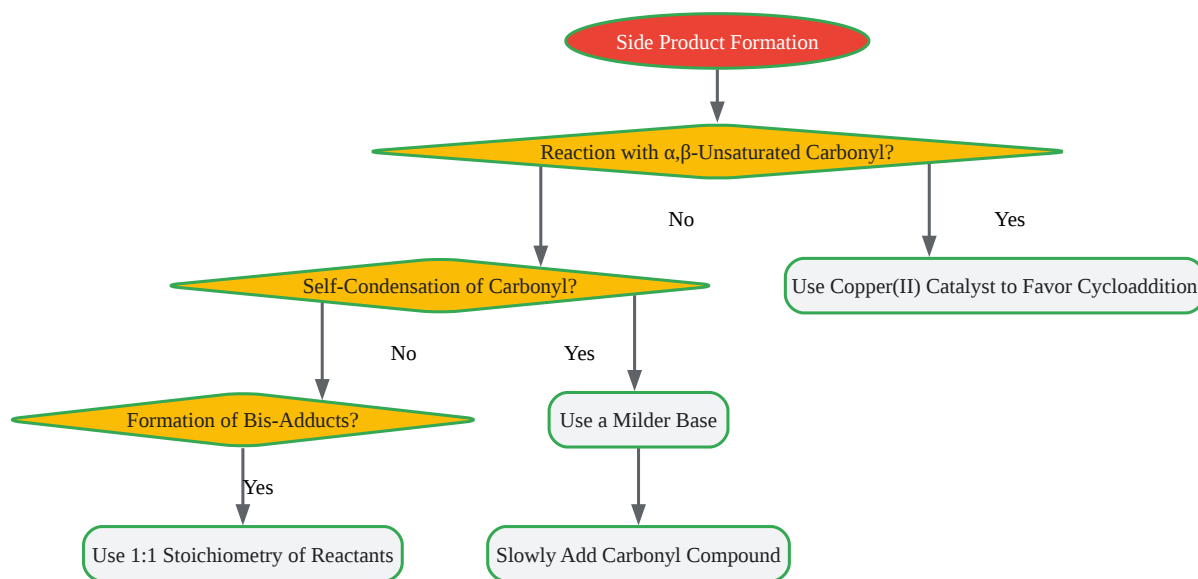 Side Product Formation
Reaction with α,β-Unsaturated Carbonyl?
No
Yes
Self-Condensation of Carbonyl?
Use Copper(II) Catalyst to Favor Cycloaddition
No
Yes
Formation of Bis-Adducts?
Use a Milder Base
Yes
Use 1:1 Stoichiometry of Reactants
Slowly Add Carbonyl Compound